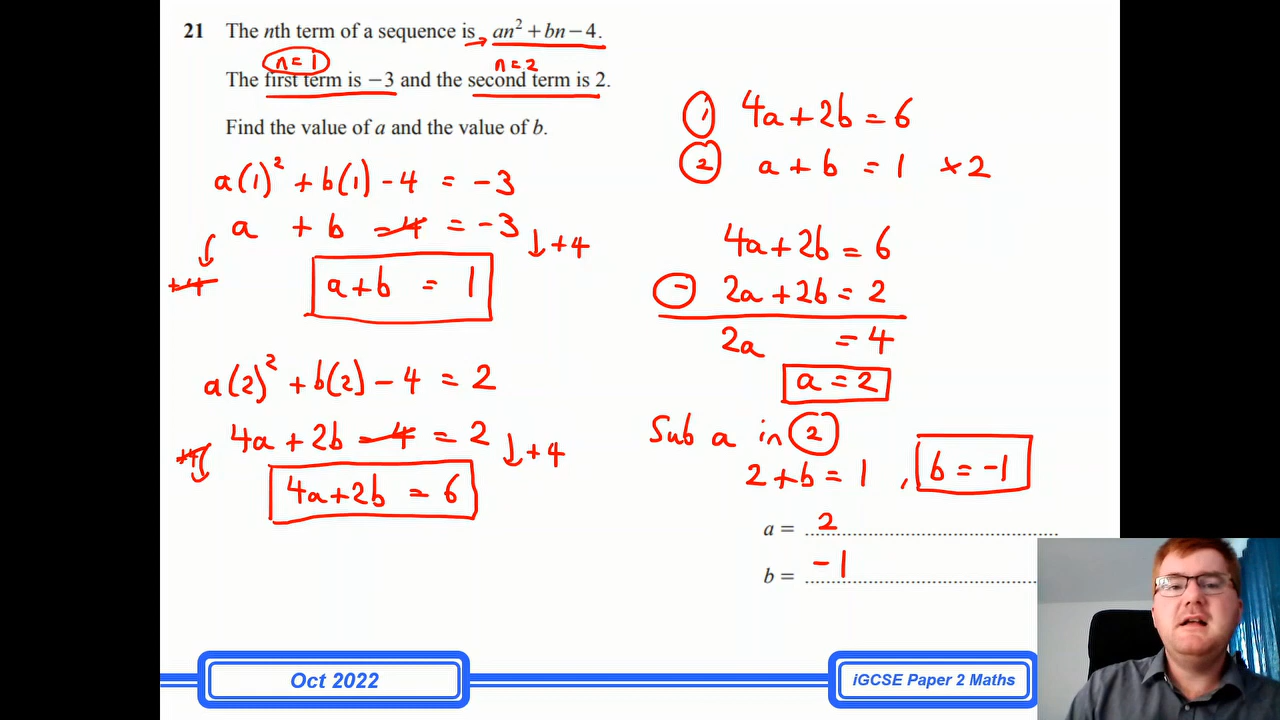 21 The nth term of a sequence is → an² + bn − 4.
n=1 n=2
The first term is −3 and the second term is 2.
Find the value of a and the value of b.
a(1)² + b(1) - 4 = -3
a + b - 4 = -3
↓+4
+4
a+b = 1
a(2)² + b(2) - 4 = 2
4a + 2b - 4 = 2
↓+4
+4
4a+2b = 6
① 4a + 2b = 6
② a + b = 1 ×2
4a + 2b = 6
- 2a + 2b = 2
2a = 4
a = 2
Sub a in ②
2 + b = 1 , b = -1
a = 2
b = -1
Oct 2022
iGCSE Paper 2 Maths